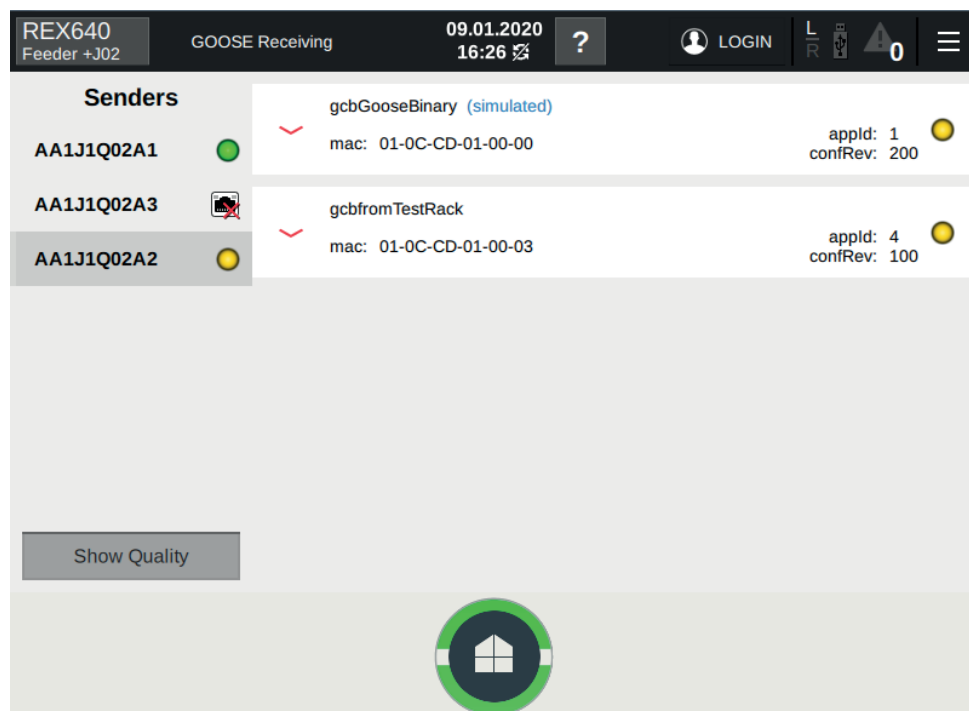 REX640
Feeder +J02
GOOSE Receiving
09.01.2020
16:26
?
LOGIN
L
R
0
Senders
AA1J1Q02A1
AA1J1Q02A3
AA1J1Q02A2
gcbGooseBinary (simulated)
mac: 01-0C-CD-01-00-00
appId: 1
confRev: 200
gcbfromTestRack
mac: 01-0C-CD-01-00-03
appId: 4
confRev: 100
Show Quality